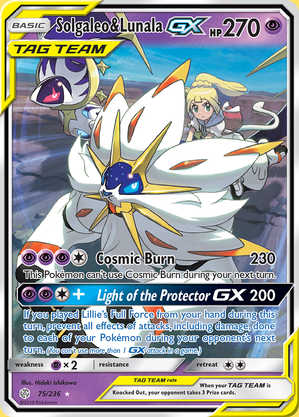 BASIC Solgaleo & Lunala GX HP 270
TAG TEAM
Cosmic Burn 230
This Pokémon can't use Cosmic Burn during your next turn.
+ Light of the Protector GX 200
If you played Lillie's Full Force from your hand during this
turn, prevent all effects of attacks, including damage, done
to each of your Pokémon during your opponent's next
turn. (You can't use more than 1 GX attack in a game.)
weakness ×2 resistance retreat
Illus. Hideki Ishikawa
TAG TEAM rule
When your TAG TEAM is
Knocked Out, your opponent takes 3 Prize cards.
75/236